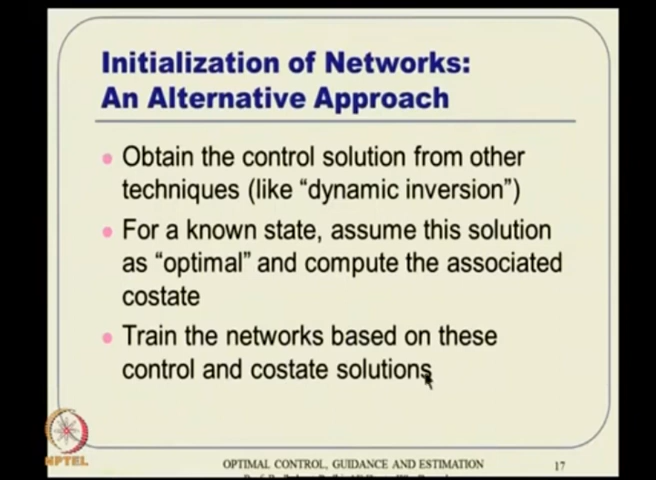 Initialization of Networks:
An Alternative Approach
Obtain the control solution from other
techniques (like “dynamic inversion”)
For a known state, assume this solution
as “optimal” and compute the associated
costate
Train the networks based on these
control and costate solutions
NPTEL
OPTIMAL CONTROL, GUIDANCE AND ESTIMATION
17